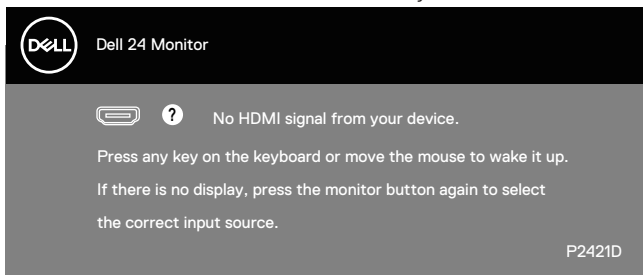 DELL
Dell 24 Monitor
? No HDMI signal from your device.
Press any key on the keyboard or move the mouse to wake it up.
If there is no display, press the monitor button again to select
the correct input source.
P2421D